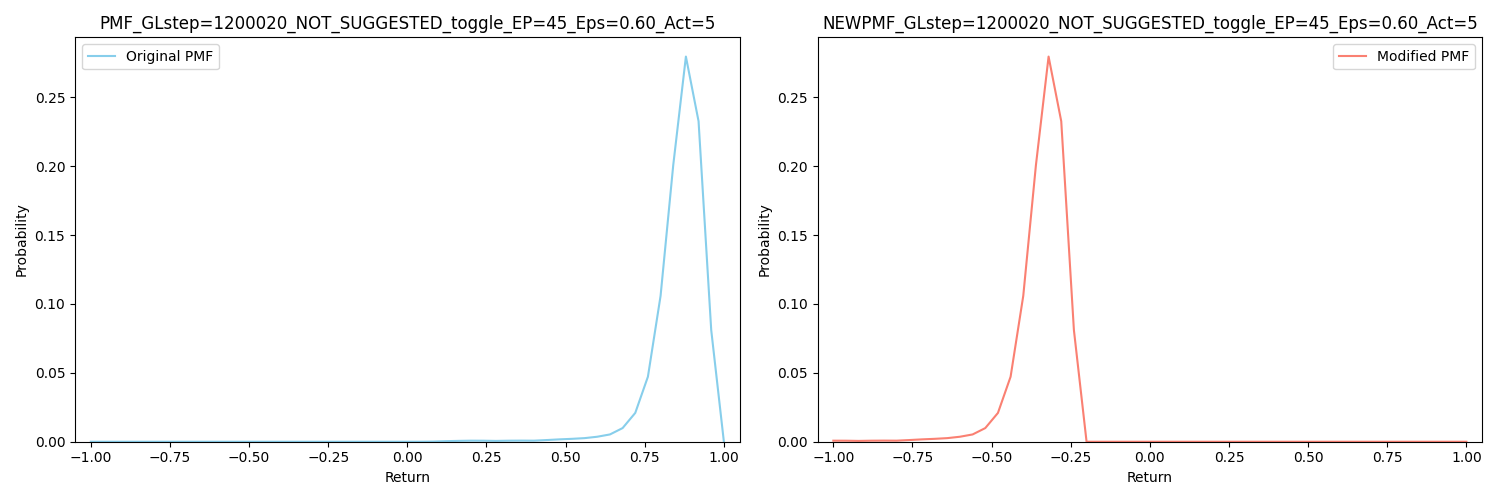 PMF_GLstep=1200020_NOT_SUGGESTED_toggle_EP=45_Eps=0.60_Act=5
Original PMF
0.25
0.20
0.15
0.10
0.05
0.00
Probability
−1.00 −0.75 −0.50 −0.25 0.00 0.25 0.50 0.75 1.00
Return
NEWPMF_GLstep=1200020_NOT_SUGGESTED_toggle_EP=45_Eps=0.60_Act=5
Modified PMF
0.25
0.20
0.15
0.10
0.05
0.00
Probability
−1.00 −0.75 −0.50 −0.25 0.00 0.25 0.50 0.75 1.00
Return